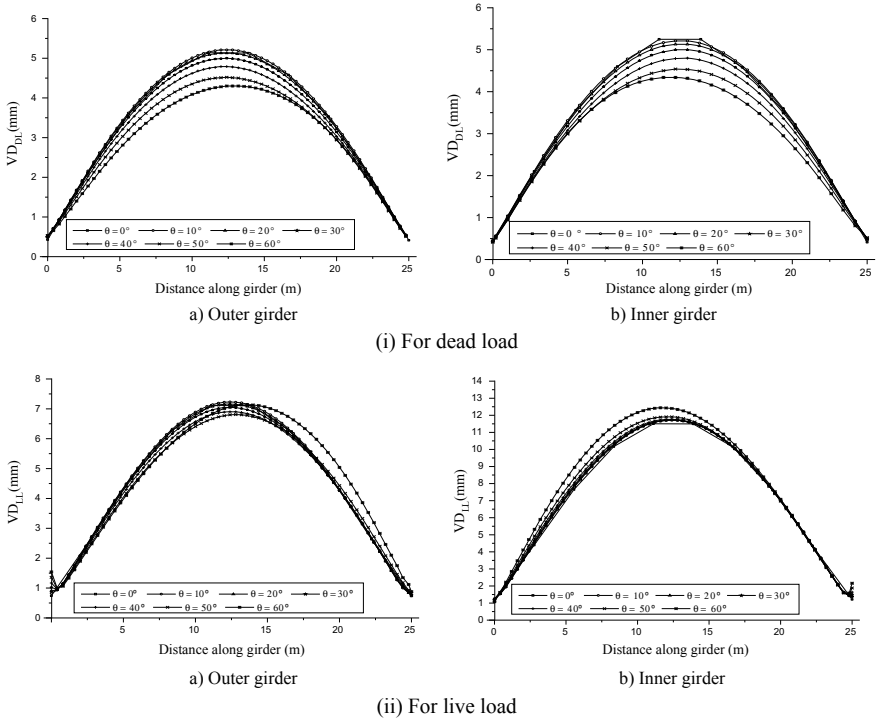 6
5
4
3
2
1
0
VD_DL(mm)
θ = 0° θ = 10° θ = 20° θ = 30°
θ = 40° θ = 50° θ = 60°
0 5 10 15 20 25
Distance along girder (m)
a) Outer girder
6
5
4
3
2
1
0
VD_DL(mm)
θ = 0 ° θ = 10° θ = 20° θ = 30°
θ = 40° θ = 50° θ = 60°
0 5 10 15 20 25
Distance along girder (m)
b) Inner girder
(i) For dead load
8
7
6
5
4
3
2
1
0
VD_LL(mm)
θ = 0° θ = 10° θ = 20° θ = 30°
θ = 40° θ = 50° θ = 60°
5 10 15 20 25
Distance along girder (m)
a) Outer girder
14
13
12
11
10
9
8
7
6
5
4
3
2
1
0
VD_LL(mm)
θ = 0° θ = 10° θ = 20° θ = 30°
θ = 40° θ = 50° θ = 60°
0 5 10 15 20 25
Distance along girder (m)
b) Inner girder
(ii) For live load